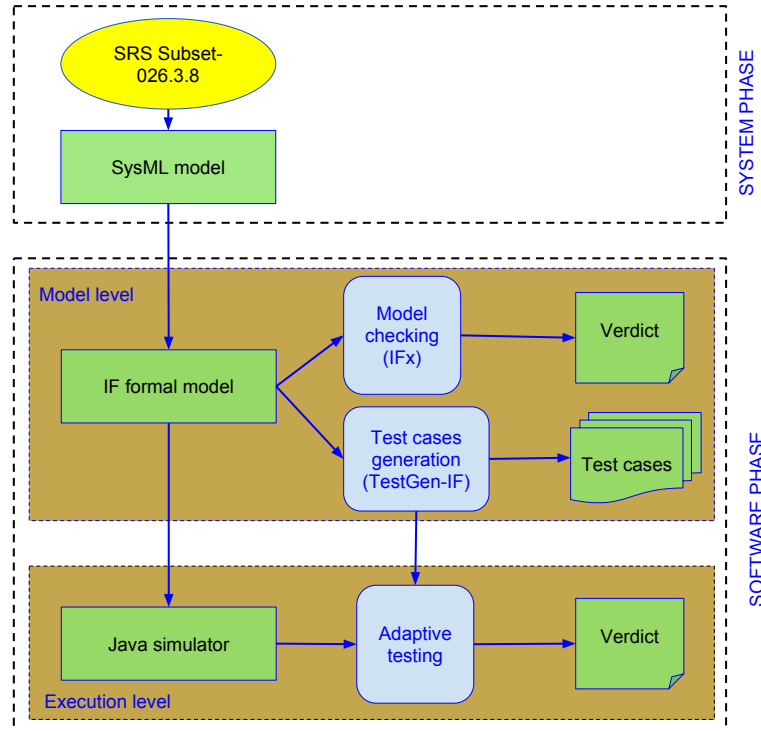 SRS Subset-
026.3.8
SysML model
SYSTEM PHASE
Model level
Model
checking
(IFx)
Verdict
IF formal model
Test cases
generation
(TestGen-IF)
Test cases
SOFTWARE PHASE
Java simulator
Adaptive
testing
Verdict
Execution level